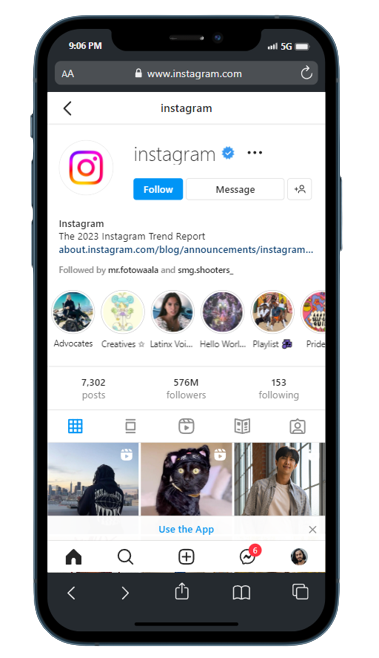 9:06 PM 5G
AA www.instagram.com
instagram
instagram •••
Follow Message
Instagram
The 2023 Instagram Trend Report
about.instagram.com/blog/announcements/instagram...
Followed by mr.fotowaala and smg.shooters_
Advocates Creatives ☆ Latinx Voi... Hello Worl... Playlist Pride
7,302 576M 153
posts followers following
Use the App ×
6